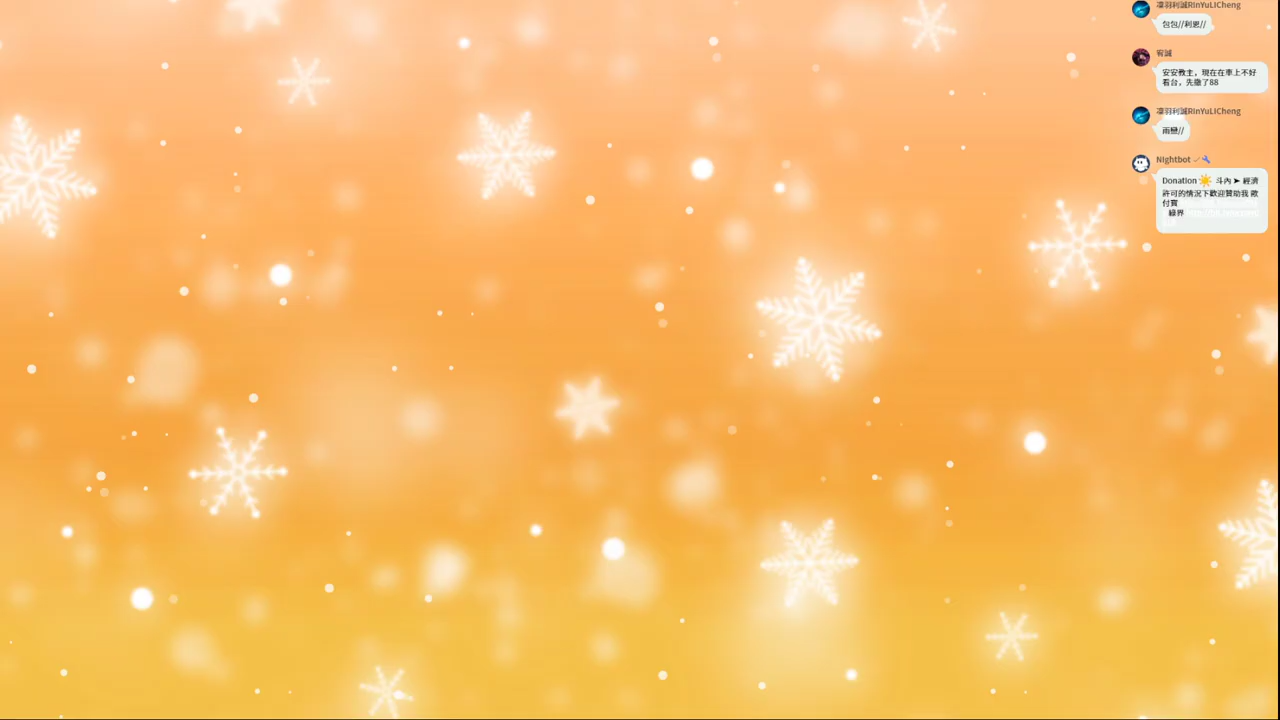 凜羽利誠RinYuLiCheng
包包//利恩//
宥誠
安安教主，現在在車上不好
看台，先撤了88
凜羽利誠RinYuLiCheng
雨戀//
Nightbot
Donation☀ 斗內 ➤ 經濟
許可的情況下歡迎贊助我 歐
付寶
綠界